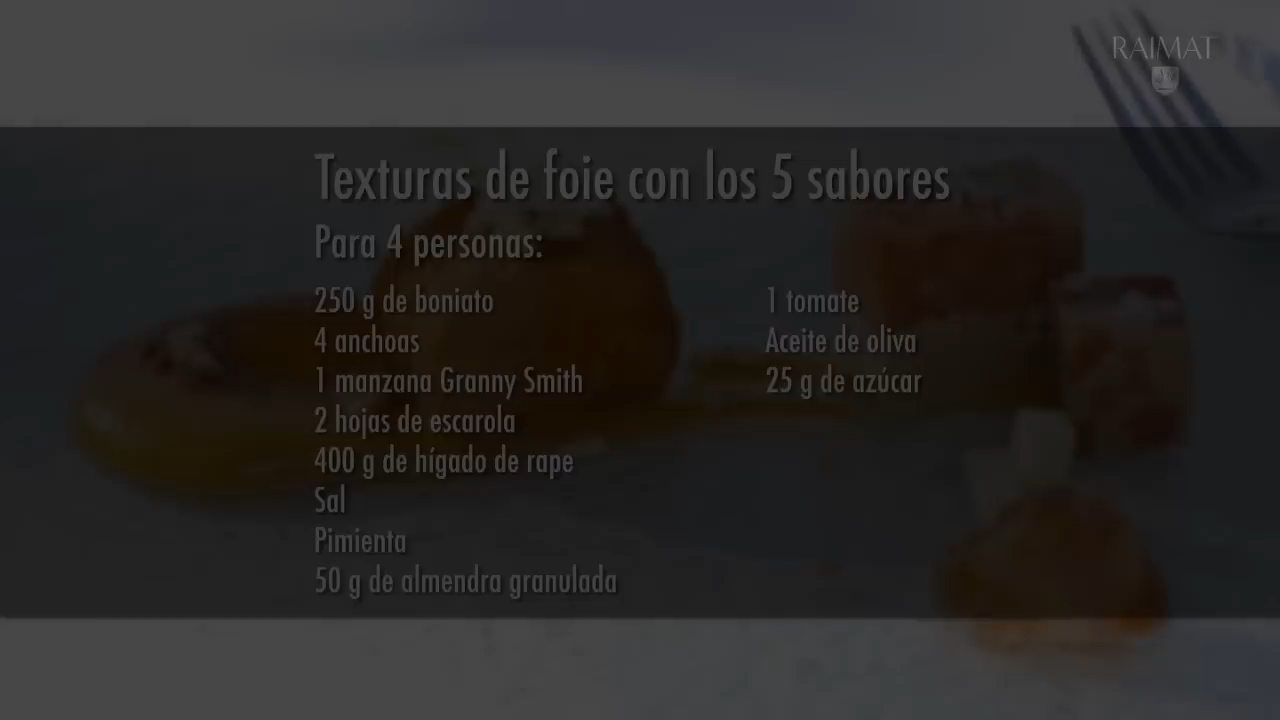 RAIMAT
Texturas de foie con los 5 sabores
Para 4 personas:
250 g de boniato
4 anchoas
1 manzana Granny Smith
2 hojas de escarola
400 g de hígado de rape
Sal
Pimienta
50 g de almendra granulada
1 tomate
Aceite de oliva
25 g de azúcar